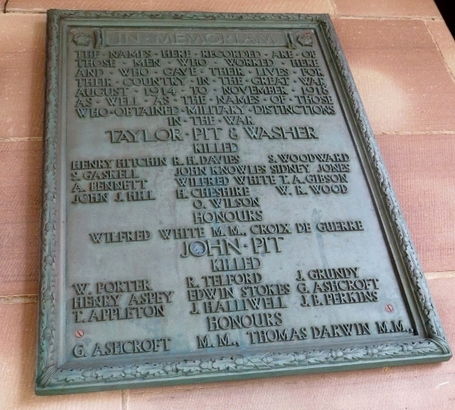 IN · MEMORIAM
THE · NAMES · HERE · RECORDED · ARE · OF
THOSE · MEN · WHO · WORKED · HERE
AND · WHO · GAVE · THEIR · LIVES · FOR
THEIR · COUNTRY · IN · THE · GREAT · WAR
AUGUST · 1914 · TO · NOVEMBER · 1918
AS · WELL · AS · THE · NAMES · OF · THOSE
WHO · OBTAINED · MILITARY · DISTINCTIONS
IN · THE · WAR
TAYLOR · PIT & WASHER
KILLED
HENRY HITCHIN R. H. DAVIES S. WOODWARD
S. GASKELL JOHN KNOWLES SIDNEY JONES
A. BENNETT WILFRED WHITE T. A. GIBSON
JOHN J. HILL H. CHESHIRE W. R. WOOD
O. WILSON
HONOURS
WILFRED WHITE M.M., CROIX DE GUERRE
JOHN · PIT
KILLED
W. PORTER R. TELFORD J. GRUNDY
HENRY ASPEY EDWIN STOKES G. ASHCROFT
T. APPLETON J. HALLIWELL J. E. PERKINS
HONOURS
G. ASHCROFT M.M., THOMAS DARWIN M.M.,